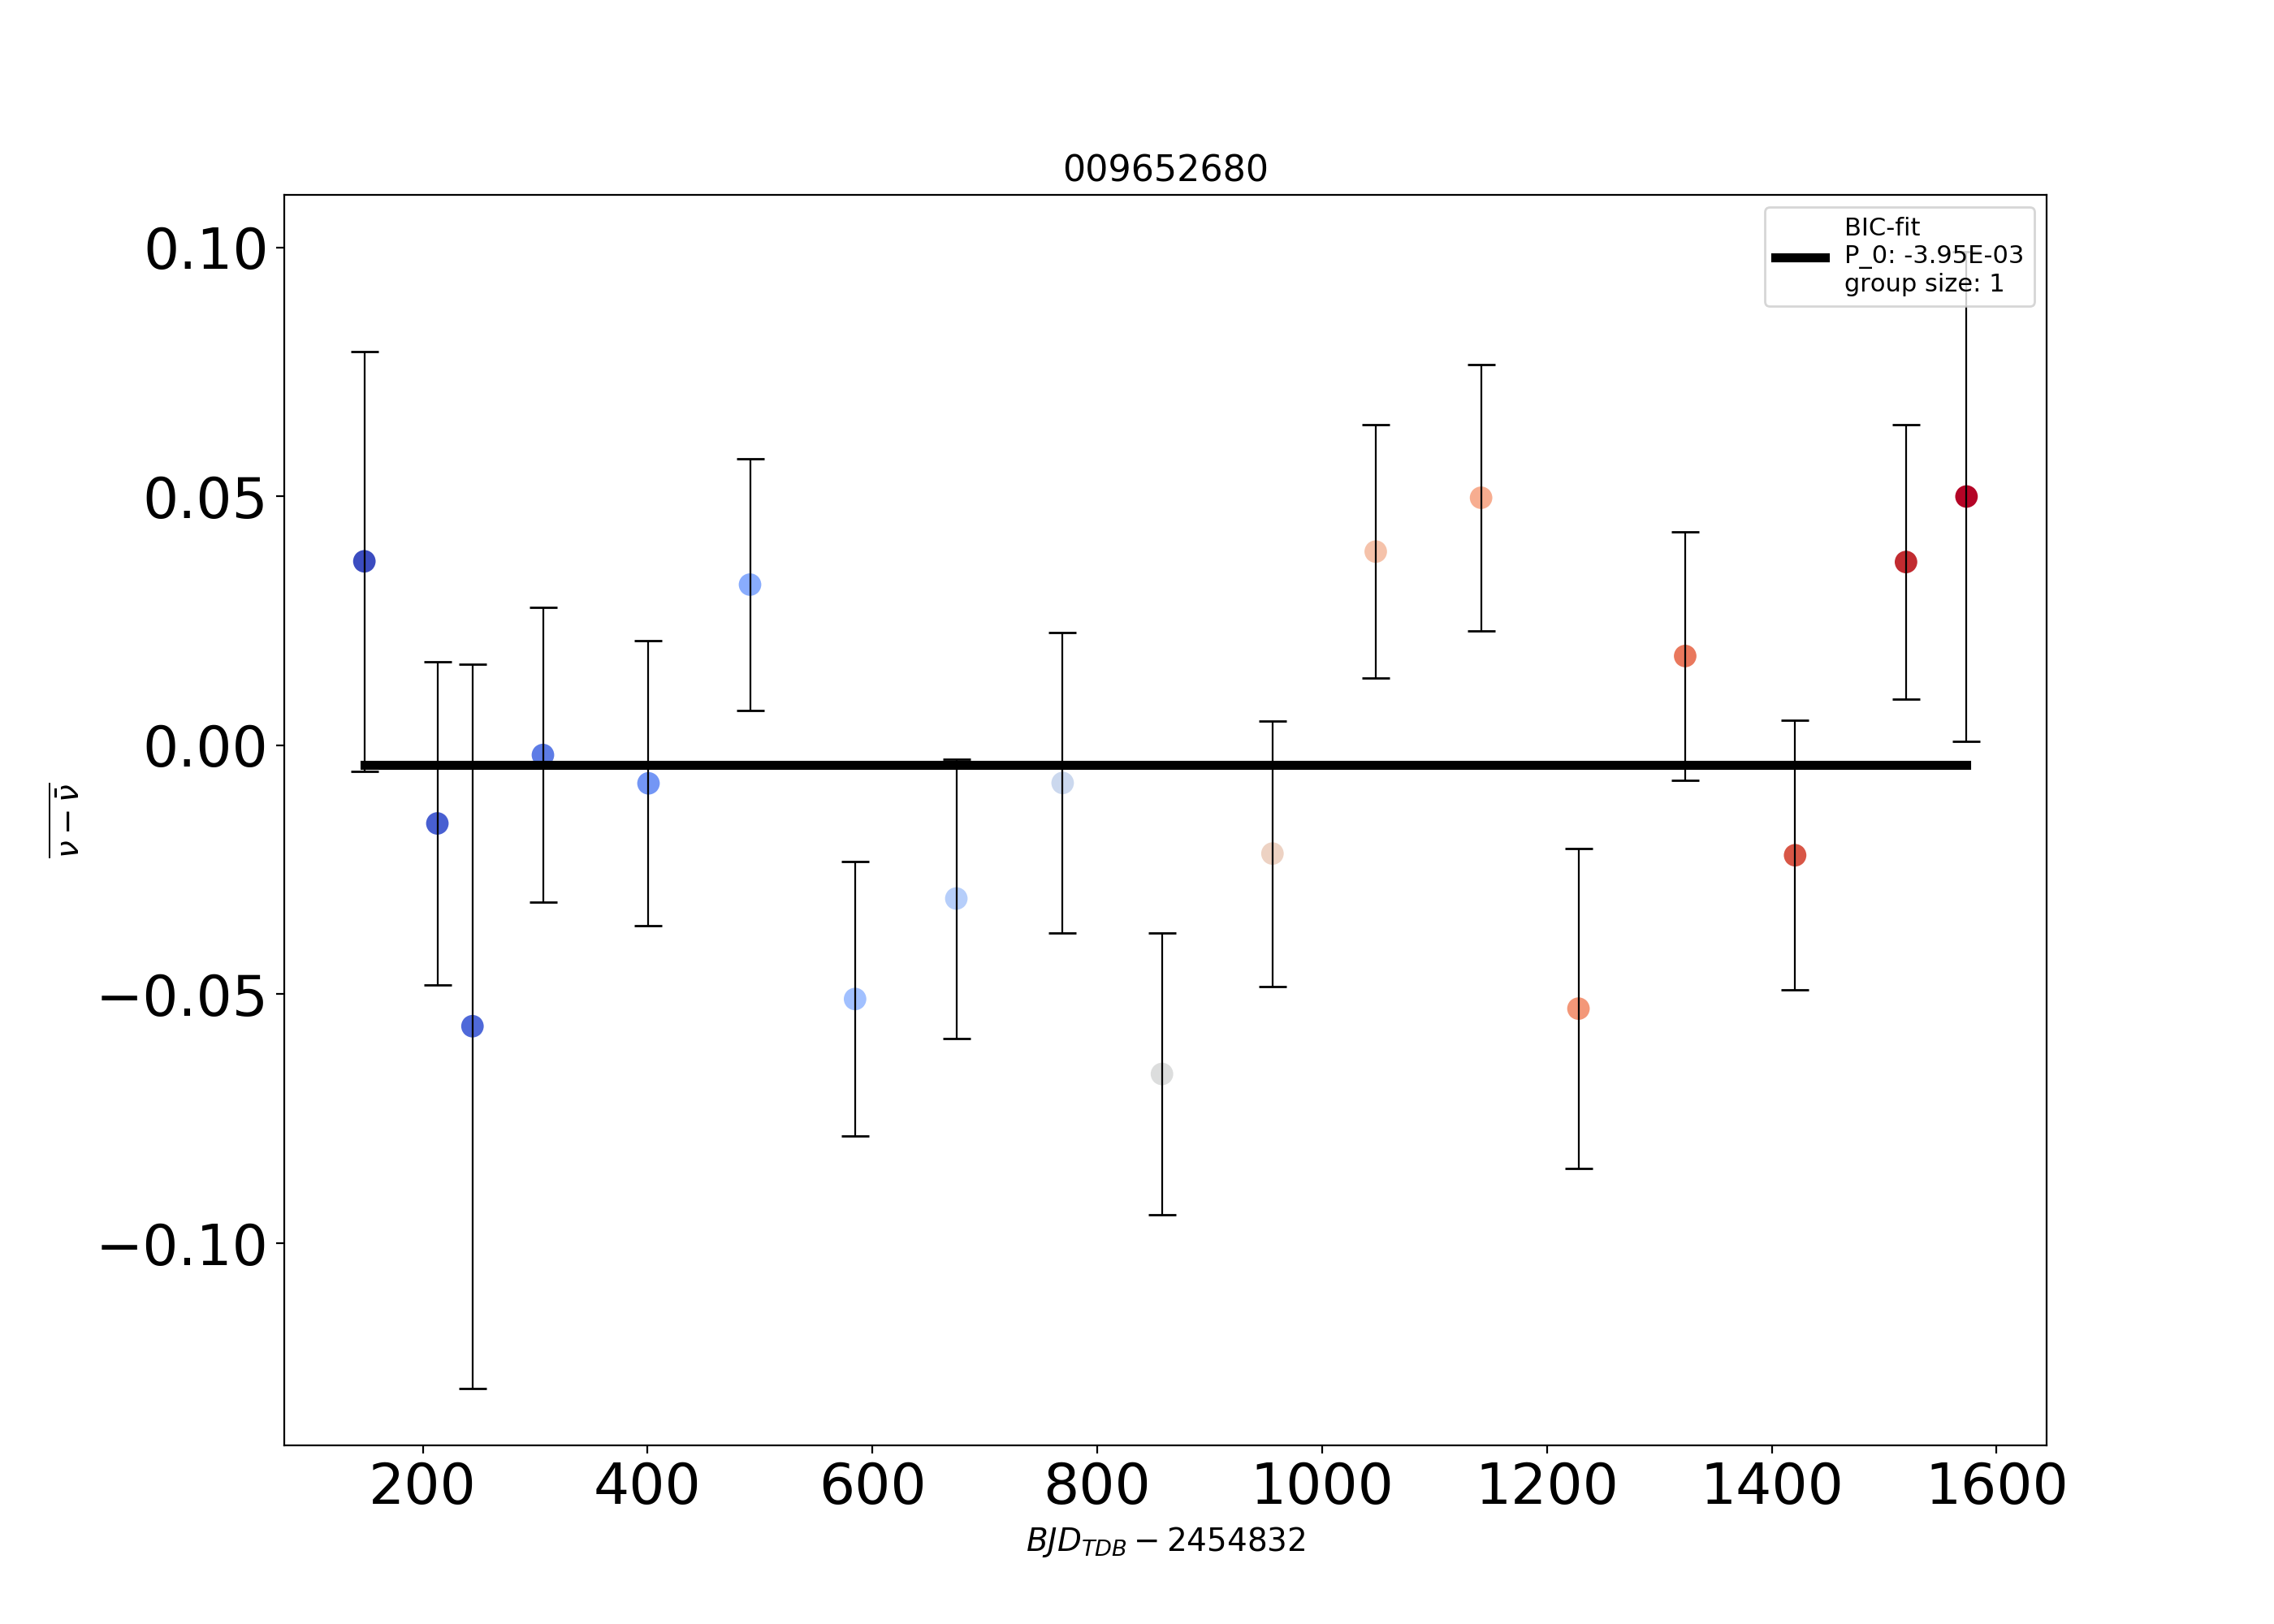 009652680
BIC-fit
P_0: -3.95E-03
group size: 1
0.10
0.05
0.00
−0.05
−0.10
ν − ν̄
200 400 600 800 1000 1200 1400 1600
BJD_TDB − 2454832